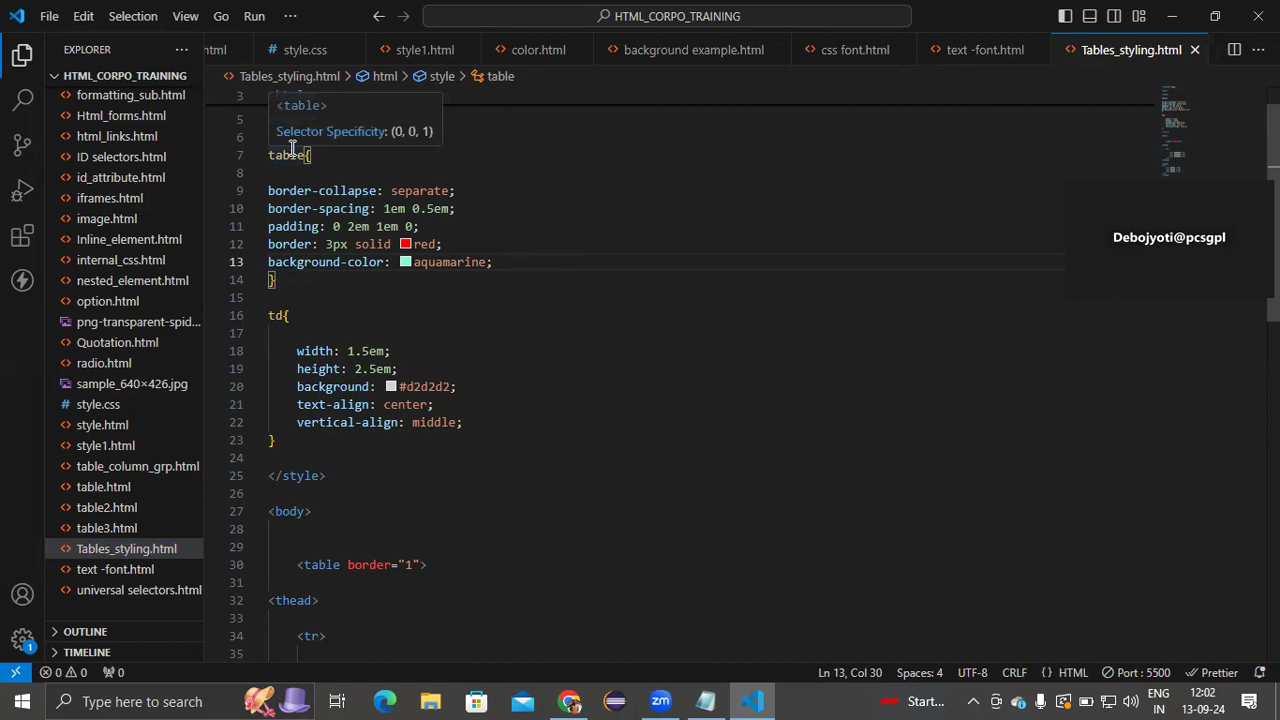 File Edit Selection View Go Run ··· HTML_CORPO_TRAINING
EXPLORER ··· html style.css style1.html color.html background example.html css font.html text -font.html Tables_styling.html
HTML_CORPO_TRAINING
formatting_sub.html
Html_forms.html
html_links.html
ID selectors.html
id_attribute.html
iframes.html
image.html
Inline_element.html
internal_css.html
nested_element.html
option.html
png-transparent-spid...
Quotation.html
radio.html
sample_640×426.jpg
style.css
style.html
style1.html
table_column_grp.html
table.html
table2.html
table3.html
Tables_styling.html
text -font.html
universal selectors.html
OUTLINE
TIMELINE
Tables_styling.html > html > style > table
3
<table>
Selector Specificity: (0, 0, 1)
5
6
7 table{
8
9 border-collapse: separate;
10 border-spacing: 1em 0.5em;
11 padding: 0 2em 1em 0;
12 border: 3px solid red;
13 background-color: aquamarine;
14 }
15
16 td{
17
18 width: 1.5em;
19 height: 2.5em;
20 background: #d2d2d2;
21 text-align: center;
22 vertical-align: middle;
23 }
24
25 </style>
26
27 <body>
28
29
30 <table border="1">
31
32 <thead>
33
34 <tr>
35
Debojyoti@pcsgpl
1
0 0 0 Ln 13, Col 30 Spaces: 4 UTF-8 CRLF {} HTML Port : 5500 Prettier
Type here to search Start... ENG 12:02
IN 13-09-24